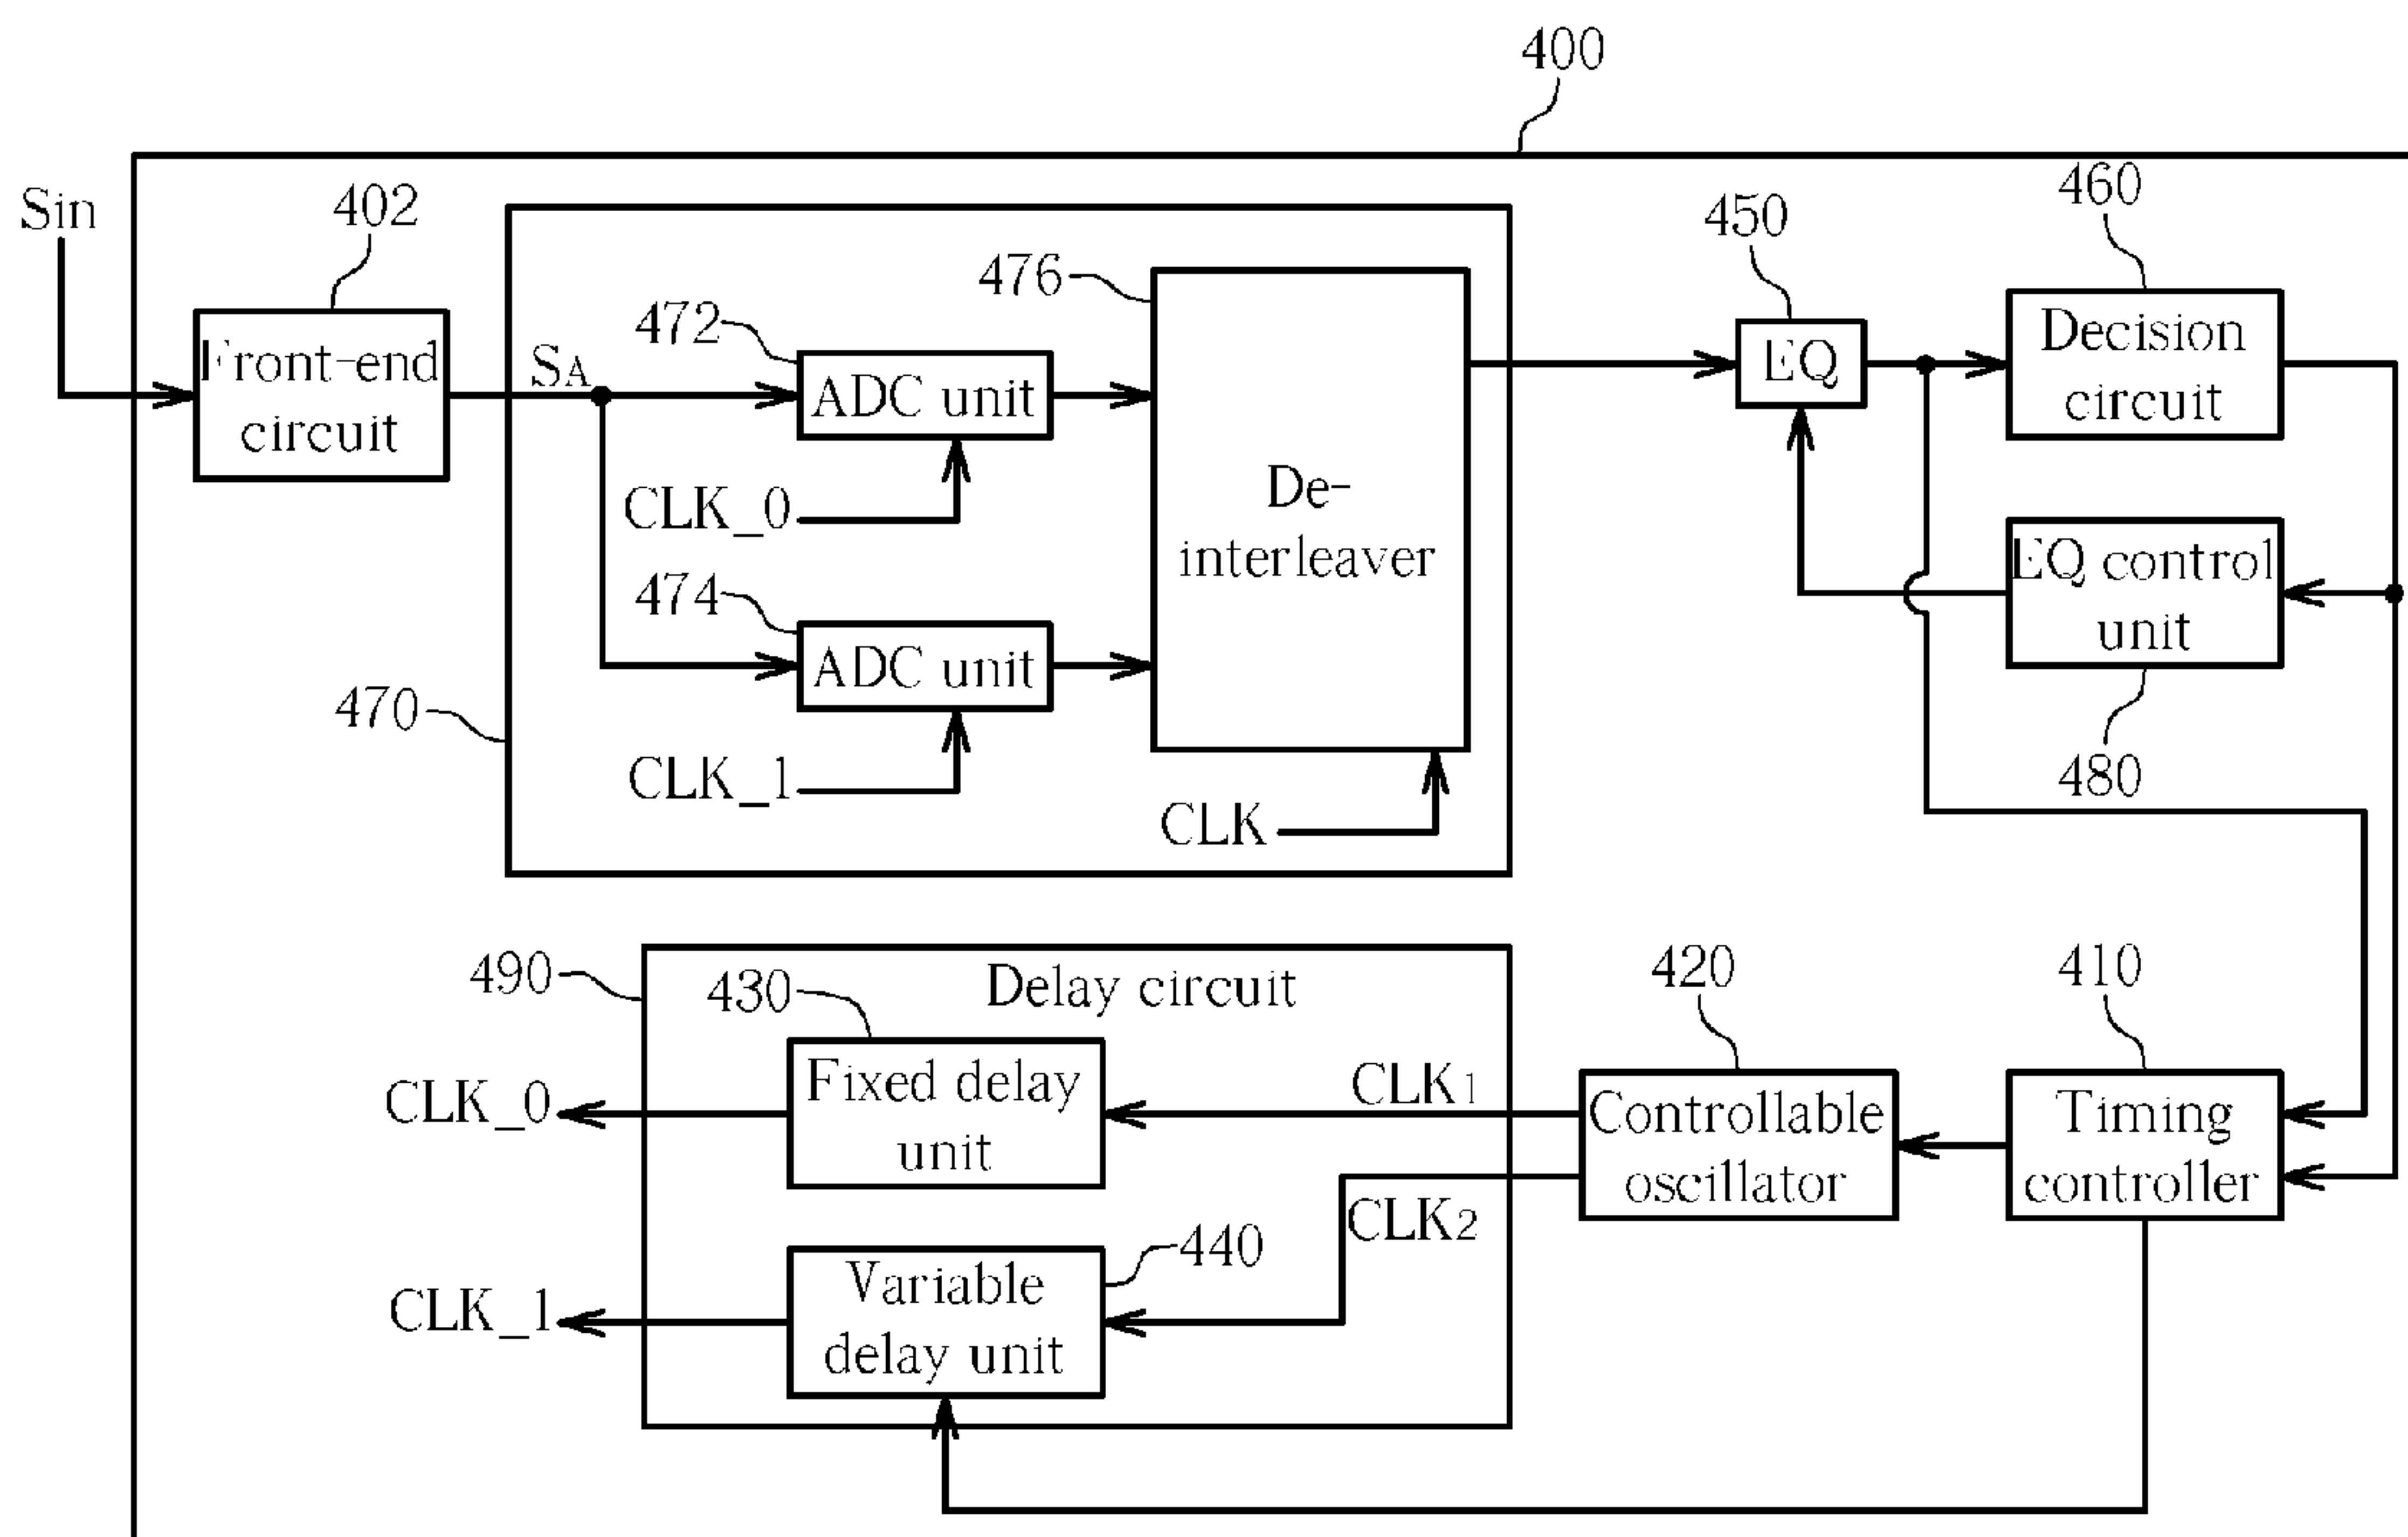 400
Sin
402
Front-end
circuit
SA
472
ADC unit
CLK_0
474
ADC unit
CLK_1
476
De-
interleaver
CLK
470
450
EQ
460
Decision
circuit
EQ control
unit
480
490
Delay circuit
430
Fixed delay
unit
CLK_0
CLK1
440
Variable
delay unit
CLK_1
CLK2
420
Controllable
oscillator
410
Timing
controller